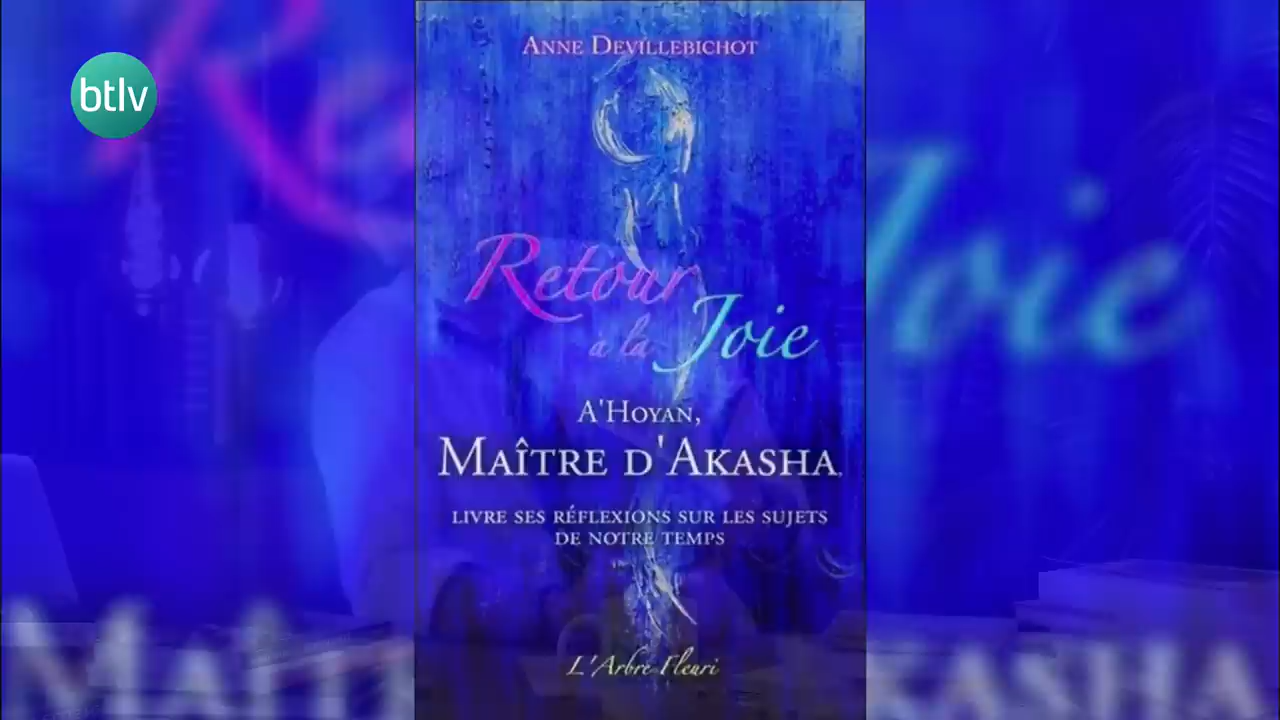 btlv
ANNE DEVILLEBICHOT
Retour
à la Joie
A'HOYAN,
MAÎTRE D'AKASHA,
LIVRE SES RÉFLEXIONS SUR LES SUJETS
DE NOTRE TEMPS
L'Arbre Fleuri